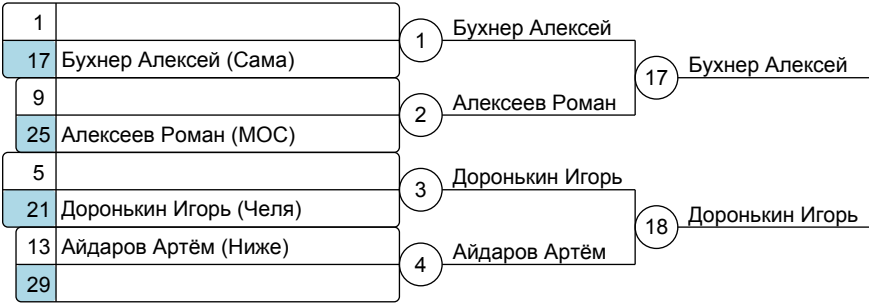 1
17 Бухнер Алексей (Сама)
9
25 Алексеев Роман (МОС)
5
21 Доронькин Игорь (Челя)
13 Айдаров Артём (Ниже)
29
1 Бухнер Алексей
2 Алексеев Роман
3 Доронькин Игорь
4 Айдаров Артём
17 Бухнер Алексей
18 Доронькин Игорь